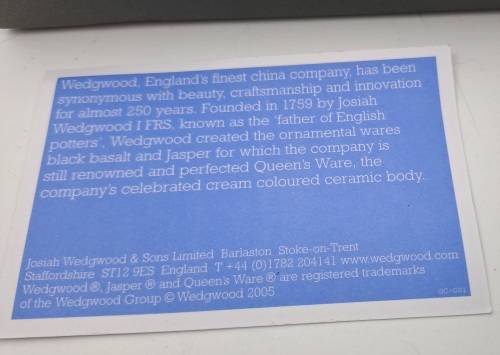 Wedgwood, England's finest china company, has been
synonymous with beauty, craftsmanship and innovation
for almost 250 years. Founded in 1759 by Josiah
Wedgwood I FRS, known as the 'father of English
potters', Wedgwood created the ornamental wares
black basalt and Jasper for which the company is
still renowned and perfected Queen's Ware, the
company's celebrated cream coloured ceramic body.
Josiah Wedgwood & Sons Limited Barlaston Stoke-on-Trent
Staffordshire ST12 9ES England T +44 (0)1782 204141 www.wedgwood.com
Wedgwood ®, Jasper ® and Queen's Ware ® are registered trademarks
of the Wedgwood Group © Wedgwood 2005